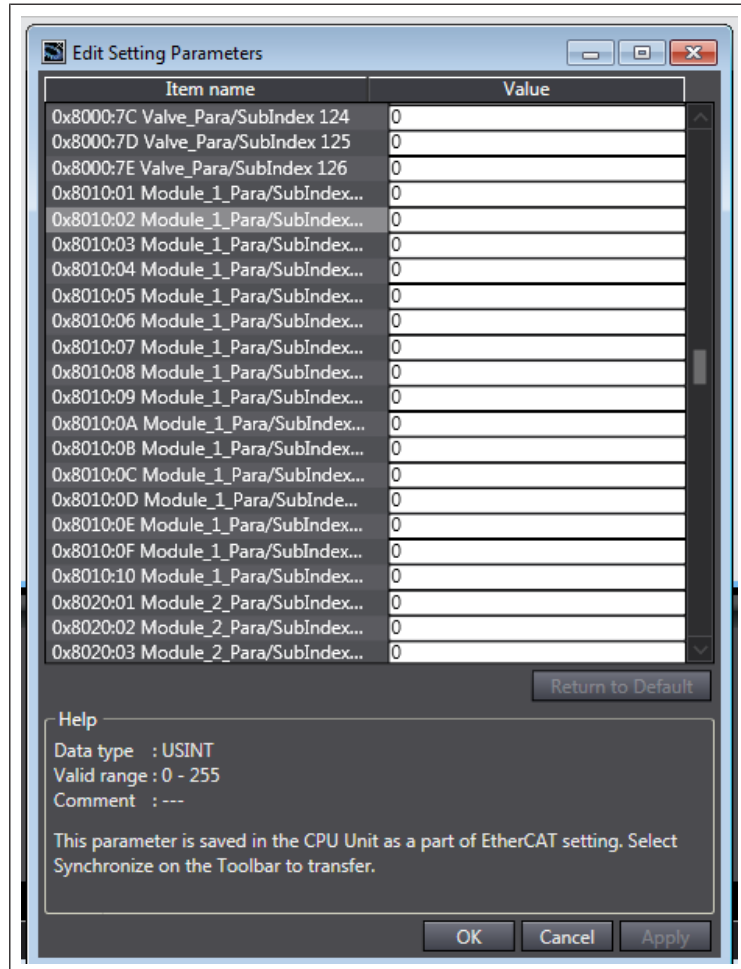 Edit Setting Parameters
Item name Value
0x8000:7C Valve_Para/SubIndex 124 0
0x8000:7D Valve_Para/SubIndex 125 0
0x8000:7E Valve_Para/SubIndex 126 0
0x8010:01 Module_1_Para/SubIndex... 0
0x8010:02 Module_1_Para/SubIndex... 0
0x8010:03 Module_1_Para/SubIndex... 0
0x8010:04 Module_1_Para/SubIndex... 0
0x8010:05 Module_1_Para/SubIndex... 0
0x8010:06 Module_1_Para/SubIndex... 0
0x8010:07 Module_1_Para/SubIndex... 0
0x8010:08 Module_1_Para/SubIndex... 0
0x8010:09 Module_1_Para/SubIndex... 0
0x8010:0A Module_1_Para/SubIndex... 0
0x8010:0B Module_1_Para/SubIndex... 0
0x8010:0C Module_1_Para/SubIndex... 0
0x8010:0D Module_1_Para/SubInde... 0
0x8010:0E Module_1_Para/SubIndex... 0
0x8010:0F Module_1_Para/SubIndex... 0
0x8010:10 Module_1_Para/SubIndex... 0
0x8020:01 Module_2_Para/SubIndex... 0
0x8020:02 Module_2_Para/SubIndex... 0
0x8020:03 Module_2_Para/SubIndex... 0
Return to Default
Help
Data type : USINT
Valid range : 0 - 255
Comment : ---
This parameter is saved in the CPU Unit as a part of EtherCAT setting. Select
Synchronize on the Toolbar to transfer.
OK Cancel Apply